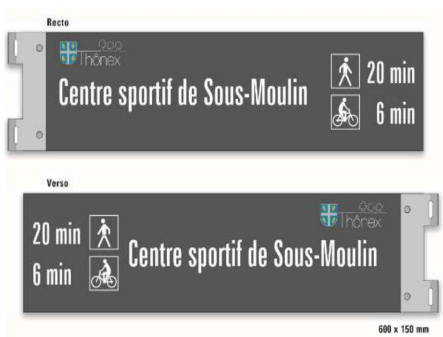 Recto
Thônex
Centre sportif de Sous-Moulin
20 min
6 min
Verso
Thônex
20 min
6 min
Centre sportif de Sous-Moulin
600 x 150 mm